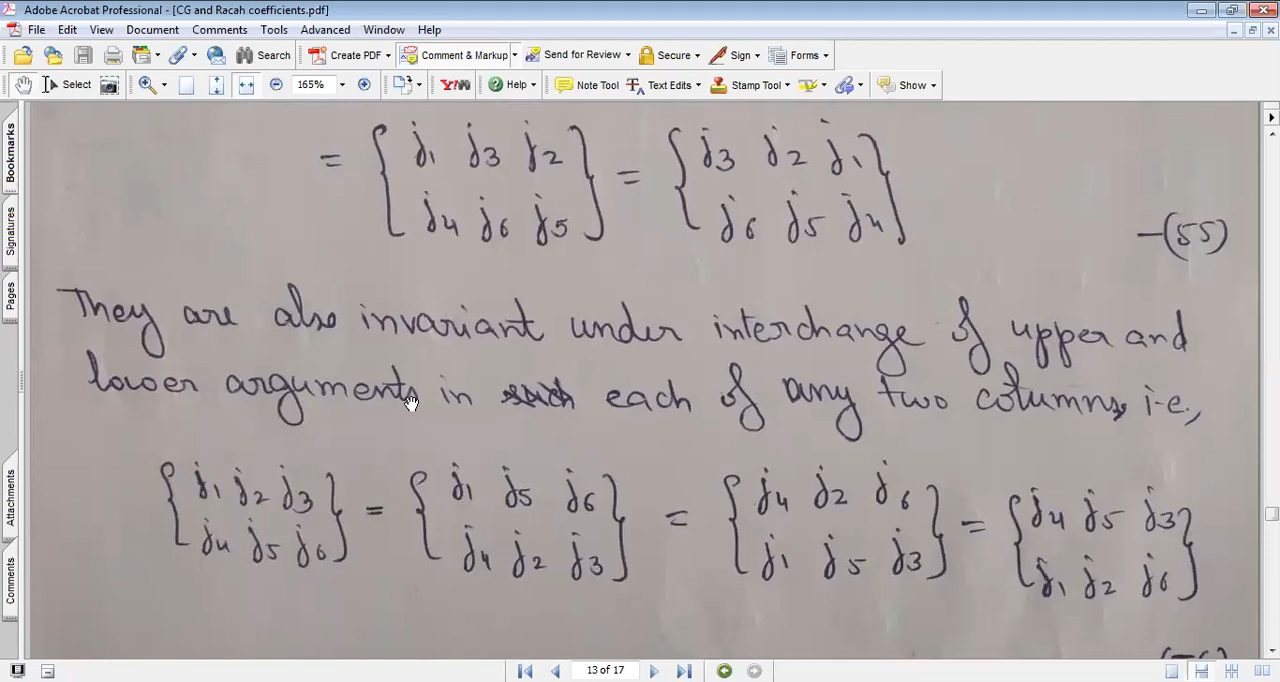 Adobe Acrobat Professional - [CG and Racah coefficients.pdf]
File Edit View Document Comments Tools Advanced Window Help
Search Create PDF Comment & Markup Send for Review Secure Sign Forms
Select 165% Y! Help Note Tool Text Edits Stamp Tool Show
Bookmarks
Signatures
Pages
Attachments
Comments
= { j1 j3 j2 } = { j3 j2 j1 }
j4 j6 j5 j6 j5 j4
-(55)
They are also invariant under interchange of upper and
lower arguments in each of any two columns, i.e.,
{ j1 j2 j3 } = { j1 j5 j6 } = { j4 j2 j6 } = { j4 j5 j3 }
j4 j5 j6 j4 j2 j3 j1 j5 j3 j1 j2 j6
13 of 17